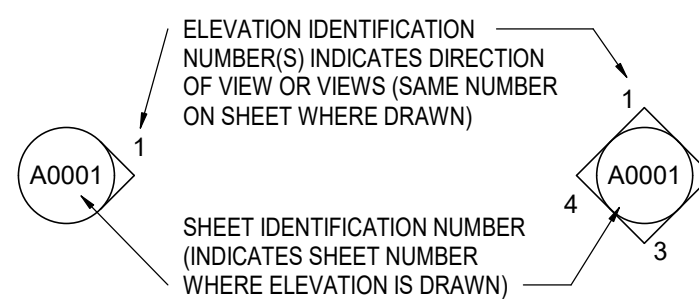 ELEVATION IDENTIFICATION
NUMBER(S) INDICATES DIRECTION
OF VIEW OR VIEWS (SAME NUMBER
ON SHEET WHERE DRAWN)
1
1
A0001
A0001
4
3
SHEET IDENTIFICATION NUMBER
(INDICATES SHEET NUMBER
WHERE ELEVATION IS DRAWN)